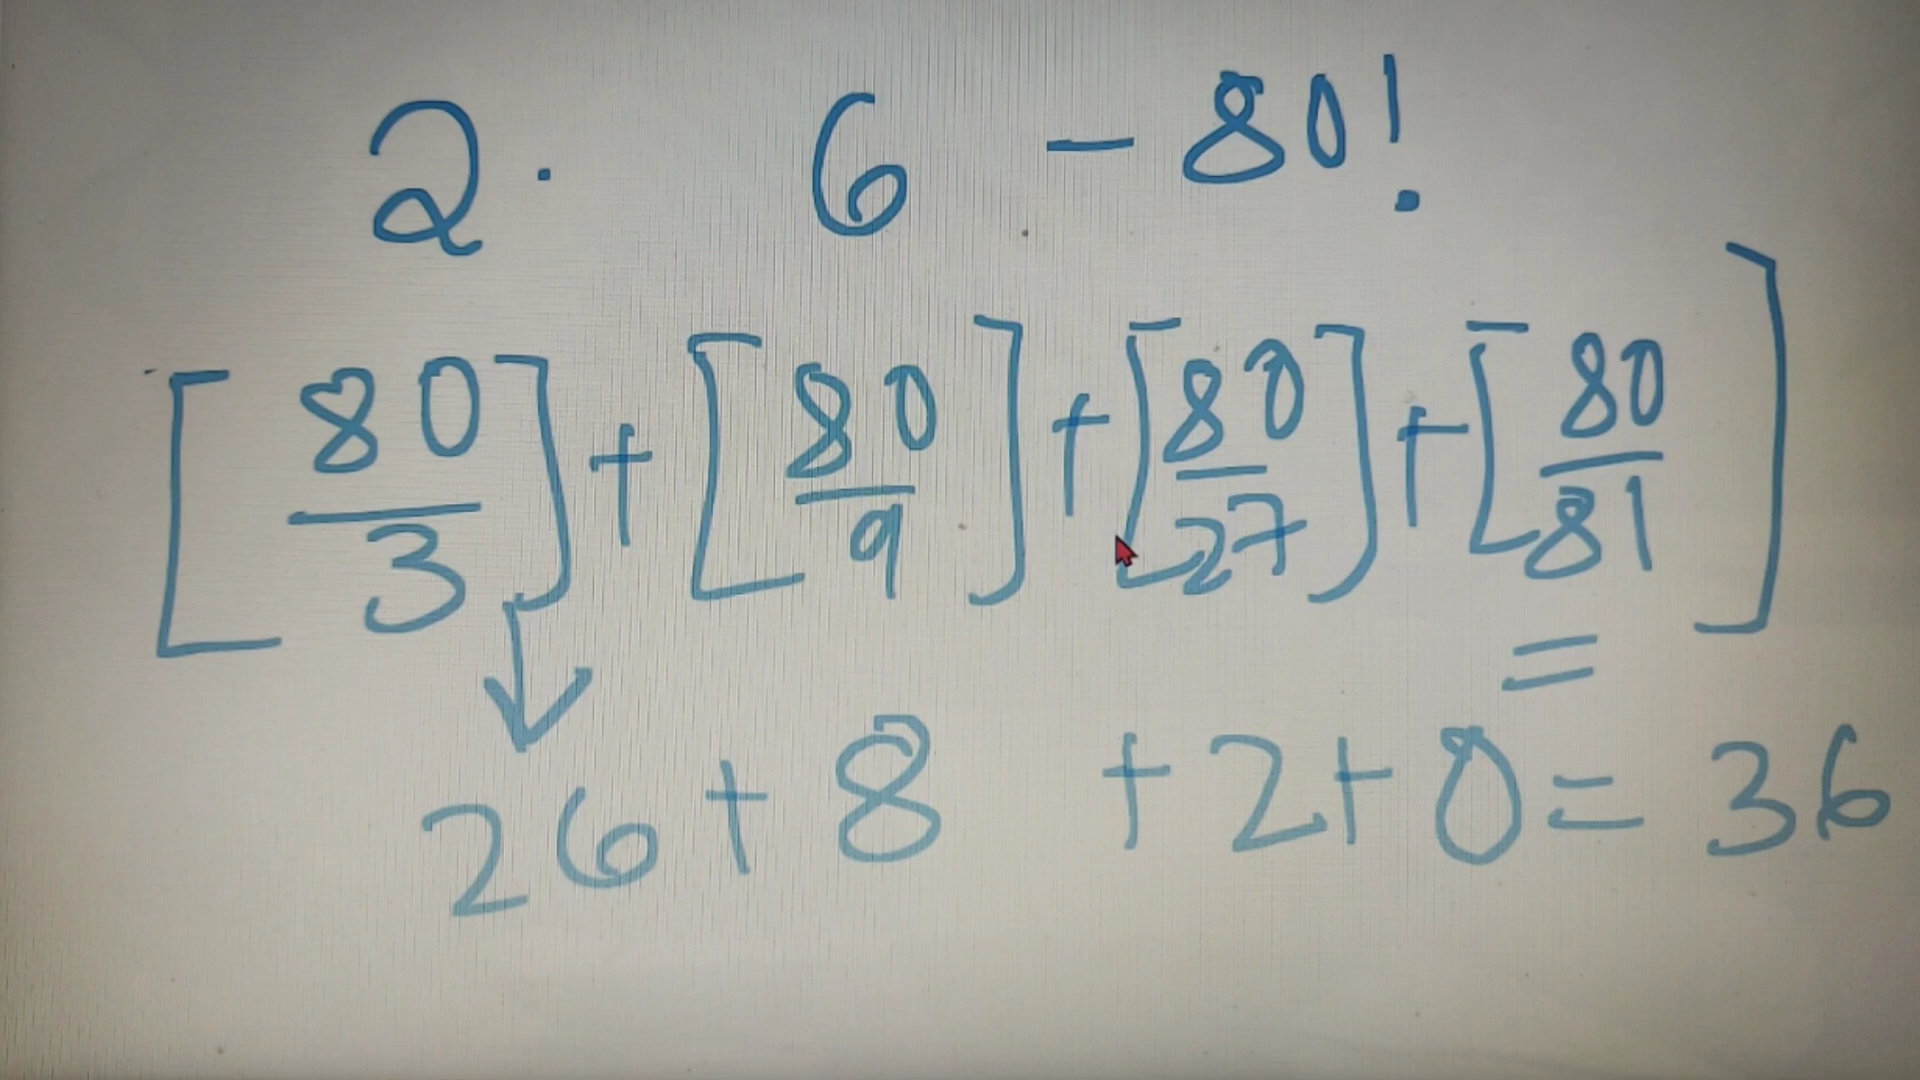 2. 6 - 80!
[80/3] + [80/9] + [80/27] + [80/81]]
=
26 + 8 + 2 + 0 = 36